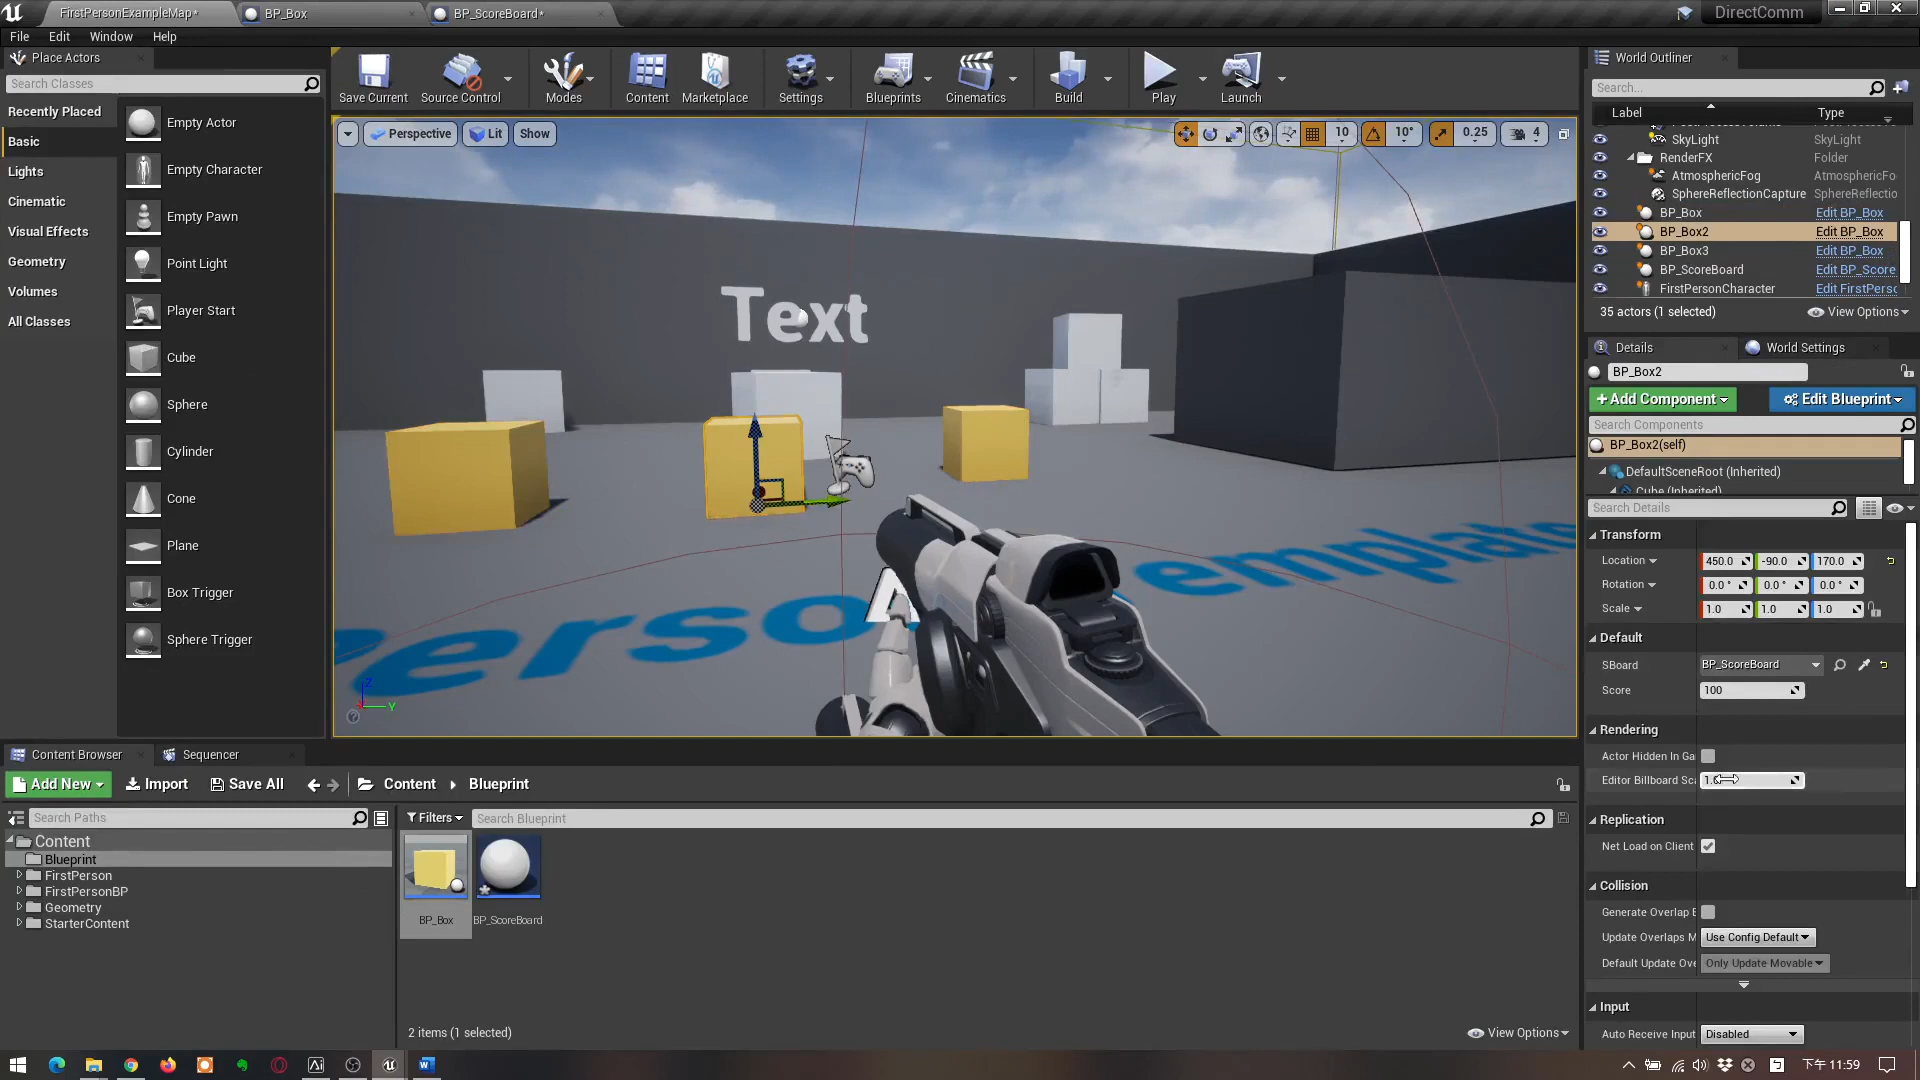 FirstPersonExampleMap*
BP_Box
BP_ScoreBoard*
DirectComm
File
Edit
Window
Help
Place Actors
Search Classes
Recently Placed
Basic
Lights
Cinematic
Visual Effects
Geometry
Volumes
All Classes
Empty Actor
Empty Character
Empty Pawn
Point Light
Player Start
Cube
Sphere
Cylinder
Cone
Plane
Box Trigger
Sphere Trigger
Save Current
Source Control
Modes
Content
Marketplace
Settings
Blueprints
Cinematics
Build
Play
Launch
Perspective
Lit
Show
10
10°
0.25
4
Text
Z
Y
World Outliner
Search...
Label
Type
SkyLight
SkyLight
RenderFX
Folder
AtmosphericFog
AtmosphericFo
SphereReflectionCapture
SphereReflectio
BP_Box
Edit BP_Box
BP_Box2
Edit BP_Box
BP_Box3
Edit BP_Box
BP_ScoreBoard
Edit BP_Score
FirstPersonCharacter
Edit FirstPerso
35 actors (1 selected)
View Options
Details
World Settings
BP_Box2
+Add Component
Edit Blueprint
Search Components
BP_Box2(self)
DefaultSceneRoot (Inherited)
Cube (Inherited)
Search Details
Transform
Location
450.0
-90.0
170.0
Rotation
0.0 °
0.0 °
0.0 °
Scale
1.0
1.0
1.0
Default
SBoard
BP_ScoreBoard
Score
100
Rendering
Actor Hidden In Ga
Editor Billboard Sca
Replication
Net Load on Client
Collision
Generate Overlap E
Update Overlaps M
Use Config Default
Default Update Ove
Only Update Movable
Input
Auto Receive Input
Disabled
Content Browser
Sequencer
Add New
Import
Save All
Content
Blueprint
Search Paths
Filters
Search Blueprint
Content
Blueprint
FirstPerson
FirstPersonBP
Geometry
StarterContent
BP_Box
BP_ScoreBoard
2 items (1 selected)
View Options
下午 11:59